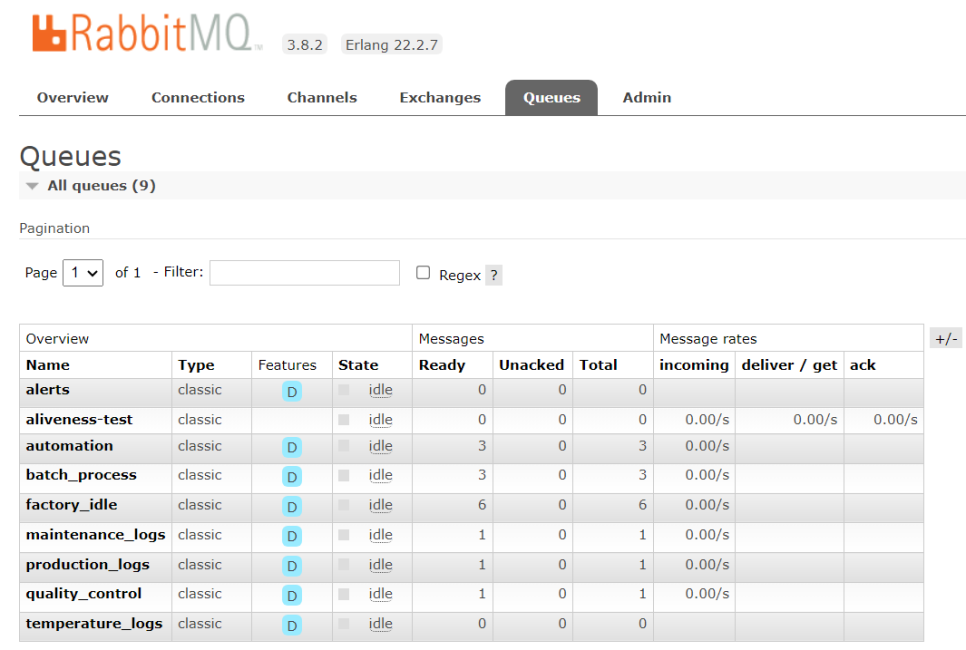 RabbitMQ™ 3.8.2 Erlang 22.2.7
Overview Connections Channels Exchanges Queues Admin
Queues
All queues (9)
Pagination
Page 1 of 1 - Filter: Regex ?
Overview Messages Message rates +/-
Name Type Features State Ready Unacked Total incoming deliver / get ack
alerts classic D idle 0 0 0
aliveness-test classic idle 0 0 0 0.00/s 0.00/s 0.00/s
automation classic D idle 3 0 3 0.00/s
batch_process classic D idle 3 0 3 0.00/s
factory_idle classic D idle 6 0 6 0.00/s
maintenance_logs classic D idle 1 0 1 0.00/s
production_logs classic D idle 1 0 1 0.00/s
quality_control classic D idle 1 0 1 0.00/s
temperature_logs classic D idle 0 0 0